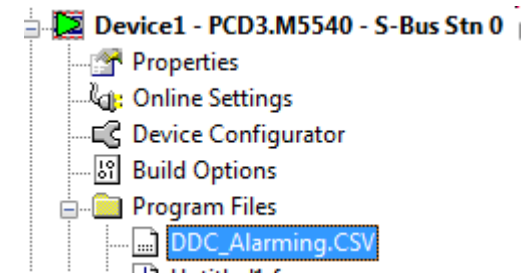 Device1 - PCD3.M5540 - S-Bus Stn 0
Properties
Online Settings
Device Configurator
Build Options
Program Files
DDC_Alarming.CSV